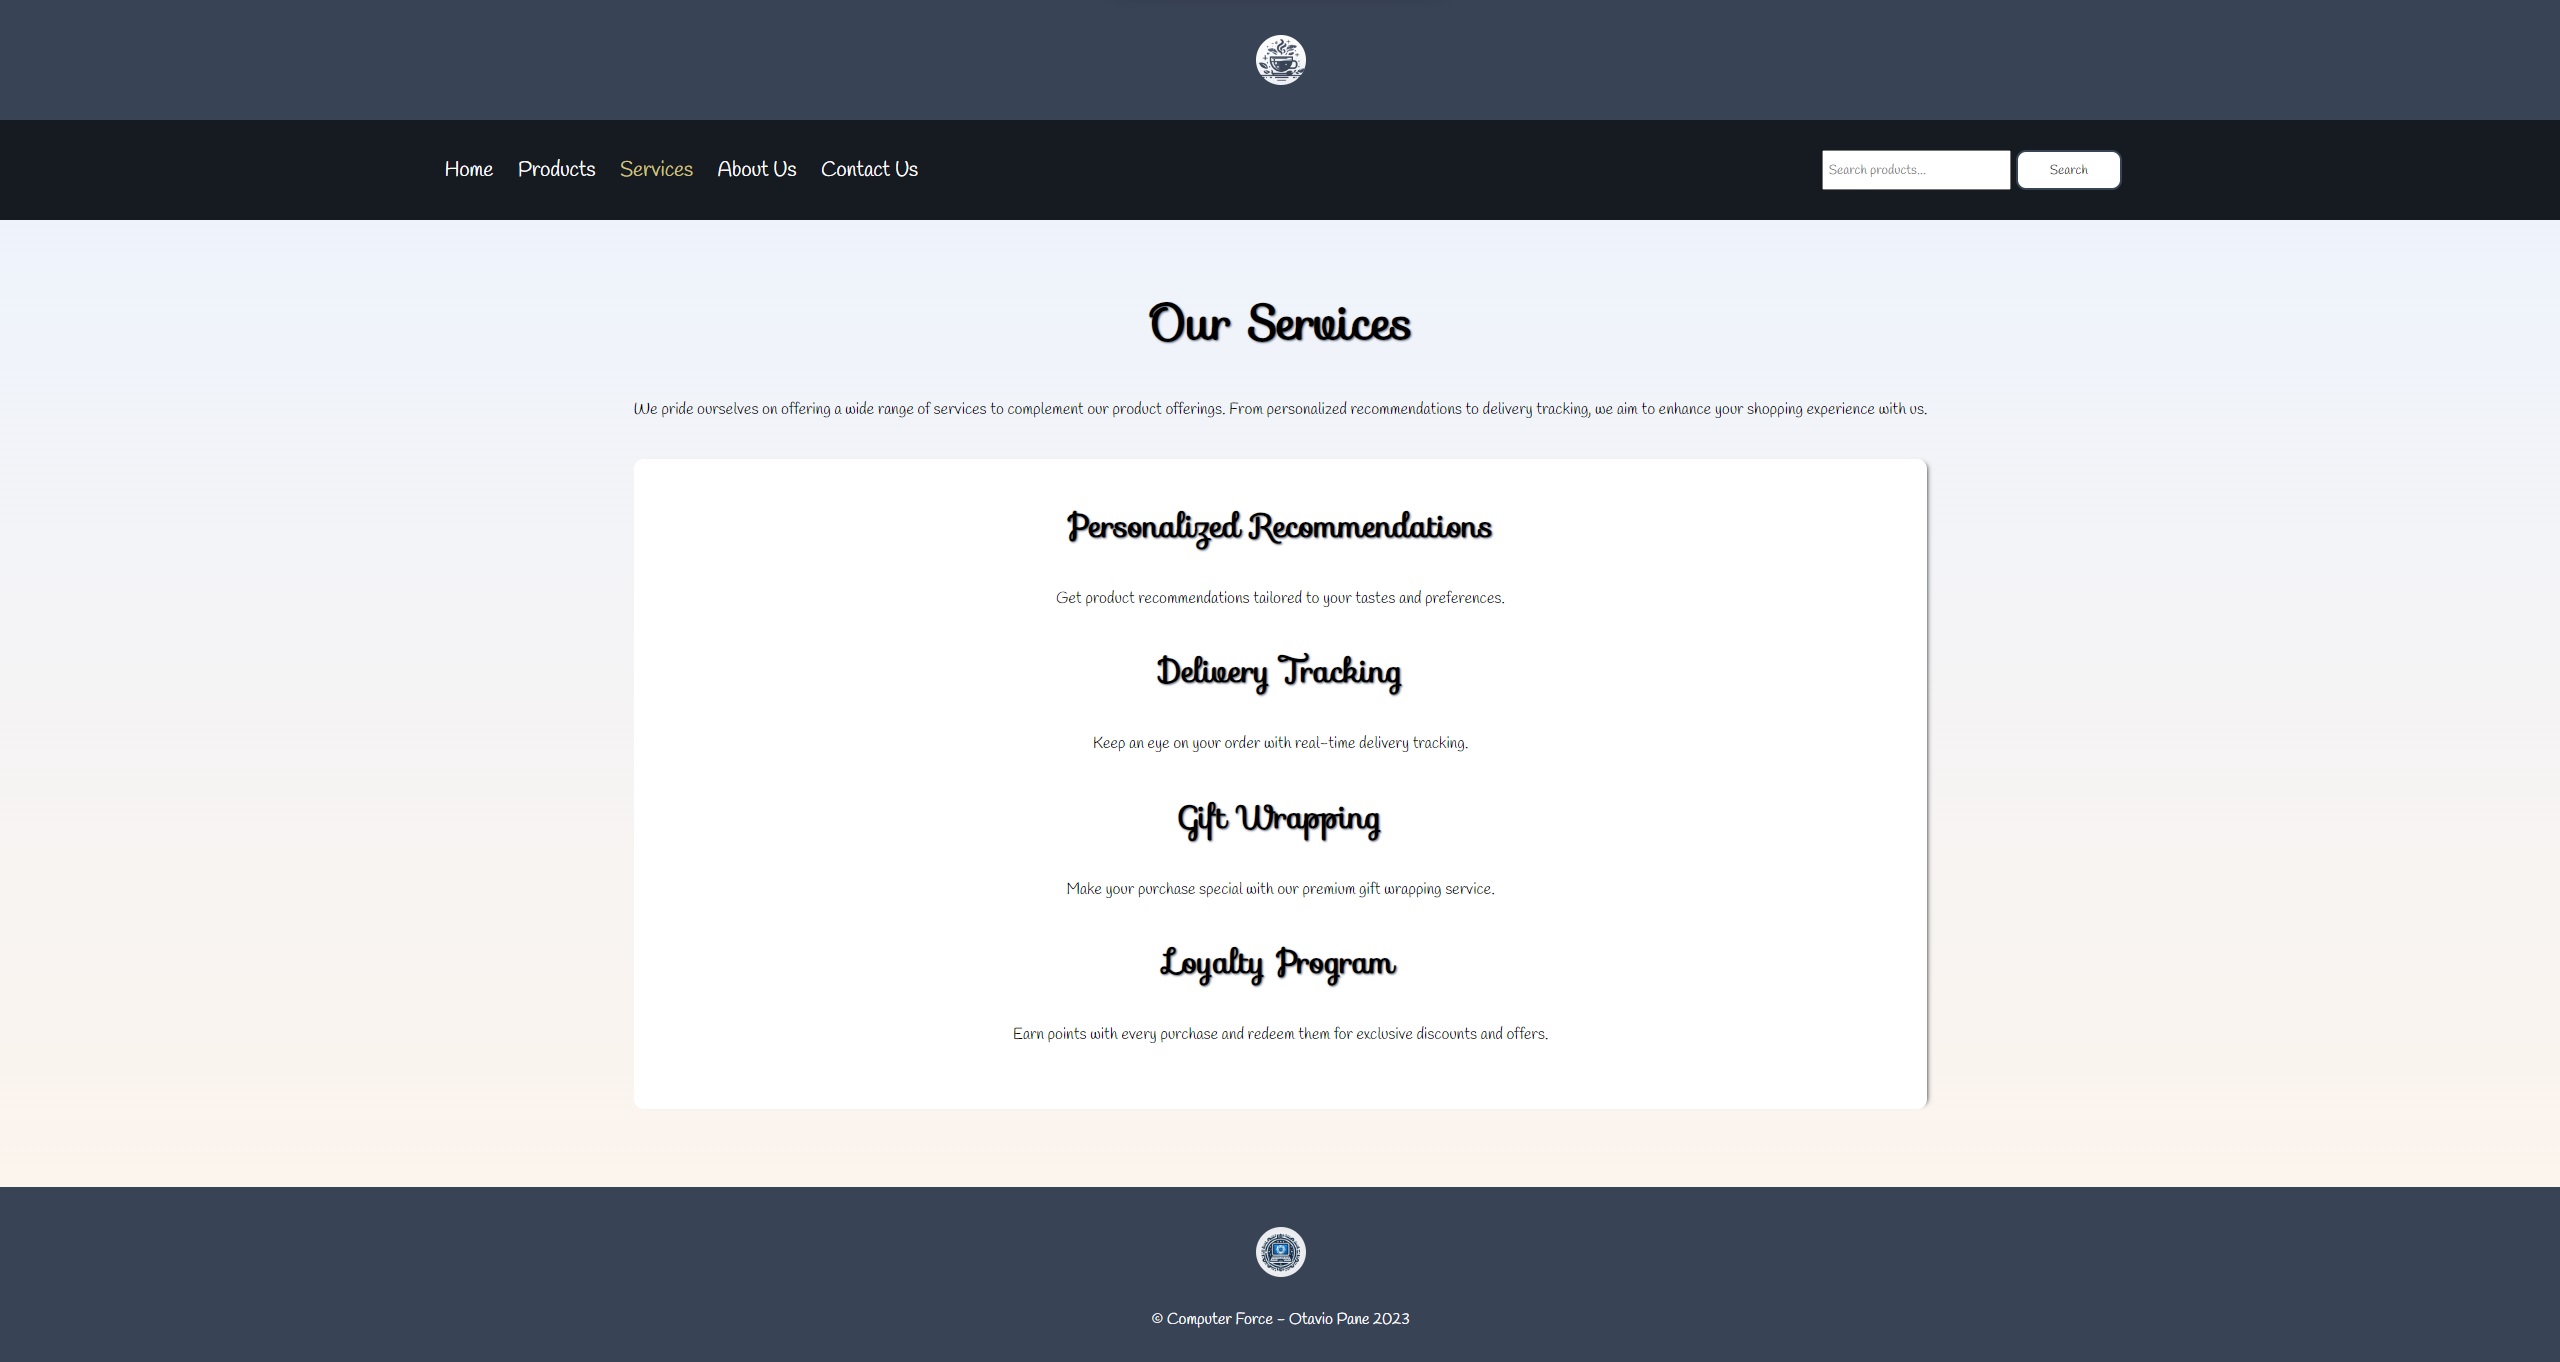 Home Products Services About Us Contact Us Search products... Search
Our Services
We pride ourselves on offering a wide range of services to complement our product offerings. From personalized recommendations to delivery tracking, we aim to enhance your shopping experience with us.
Personalized Recommendations
Get product recommendations tailored to your tastes and preferences.
Delivery Tracking
Keep an eye on your order with real-time delivery tracking.
Gift Wrapping
Make your purchase special with our premium gift wrapping service.
Loyalty Program
Earn points with every purchase and redeem them for exclusive discounts and offers.
© Computer Force - Otavio Pane 2023